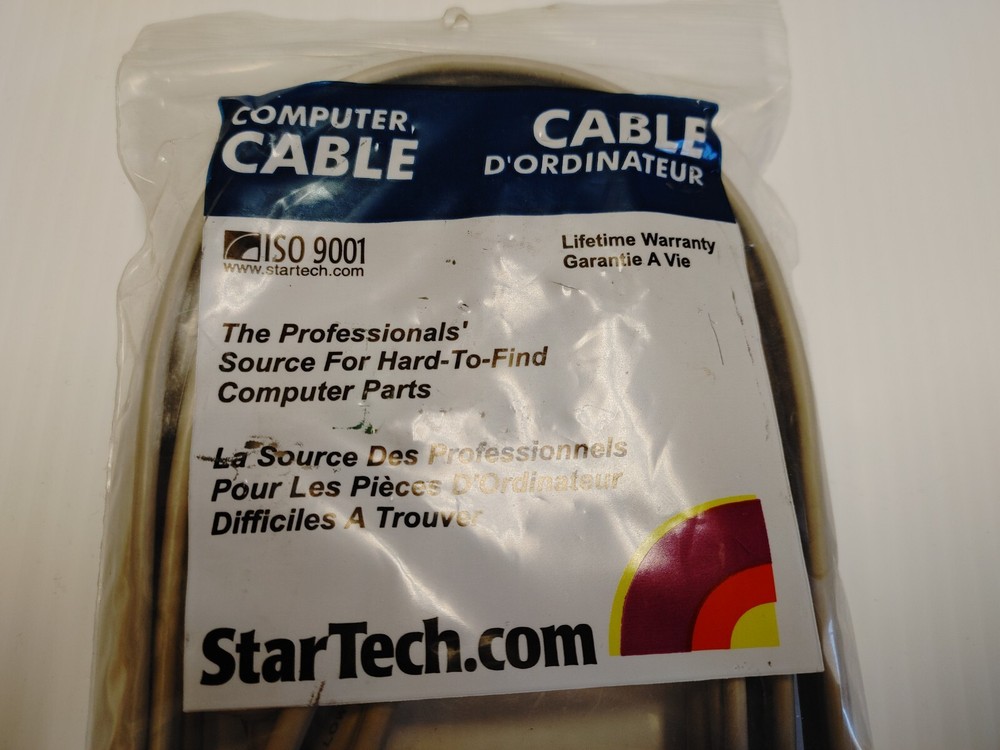 COMPUTER
CABLE
CABLE
D'ORDINATEUR
ISO 9001
www.startech.com
Lifetime Warranty
Garantie A Vie
The Professionals'
Source For Hard-To-Find
Computer Parts
La Source Des Professionnels
Pour Les Pièces D'Ordinateur
Difficiles A Trouver
StarTech.com